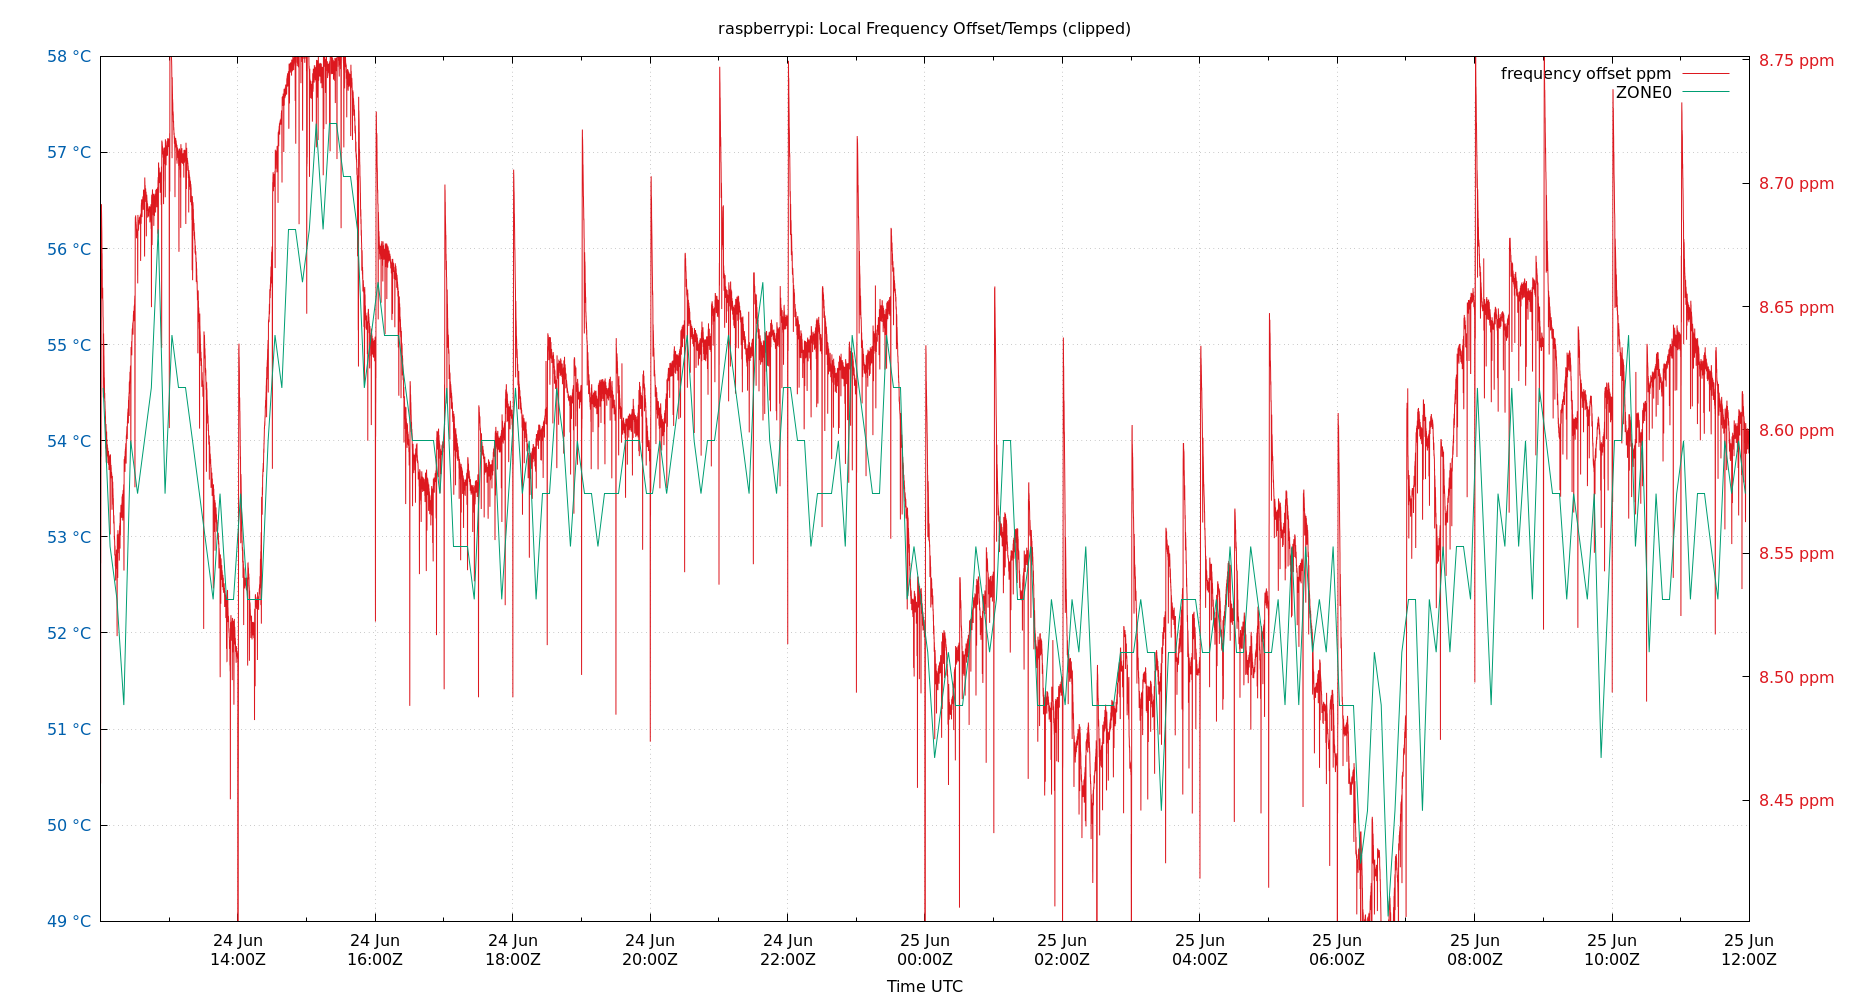 raspberrypi: Local Frequency Offset/Temps (clipped)
58 °C
57 °C
56 °C
55 °C
54 °C
53 °C
52 °C
51 °C
50 °C
49 °C
8.75 ppm
8.70 ppm
8.65 ppm
8.60 ppm
8.55 ppm
8.50 ppm
8.45 ppm
frequency offset ppm
ZONE0
24 Jun
14:00Z
24 Jun
16:00Z
24 Jun
18:00Z
24 Jun
20:00Z
24 Jun
22:00Z
25 Jun
00:00Z
25 Jun
02:00Z
25 Jun
04:00Z
25 Jun
06:00Z
25 Jun
08:00Z
25 Jun
10:00Z
25 Jun
12:00Z
Time UTC